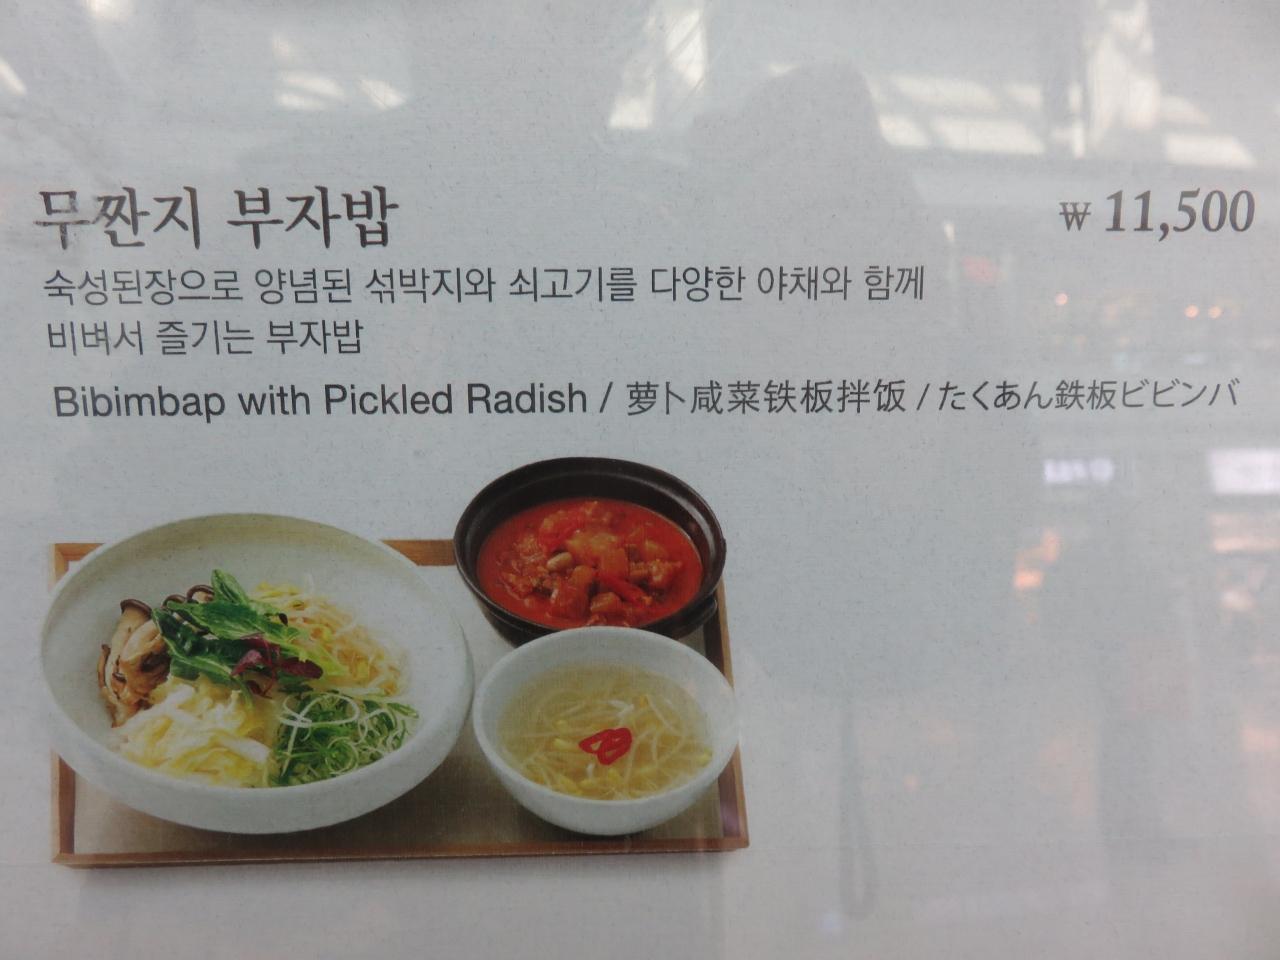 무짠지 부자밥
₩ 11,500
숙성된장으로 양념된 섞박지와 쇠고기를 다양한 야채와 함께
비벼서 즐기는 부자밥
Bibimbap with Pickled Radish / 萝卜咸菜铁板拌饭 / たくあん鉄板ビビンバ